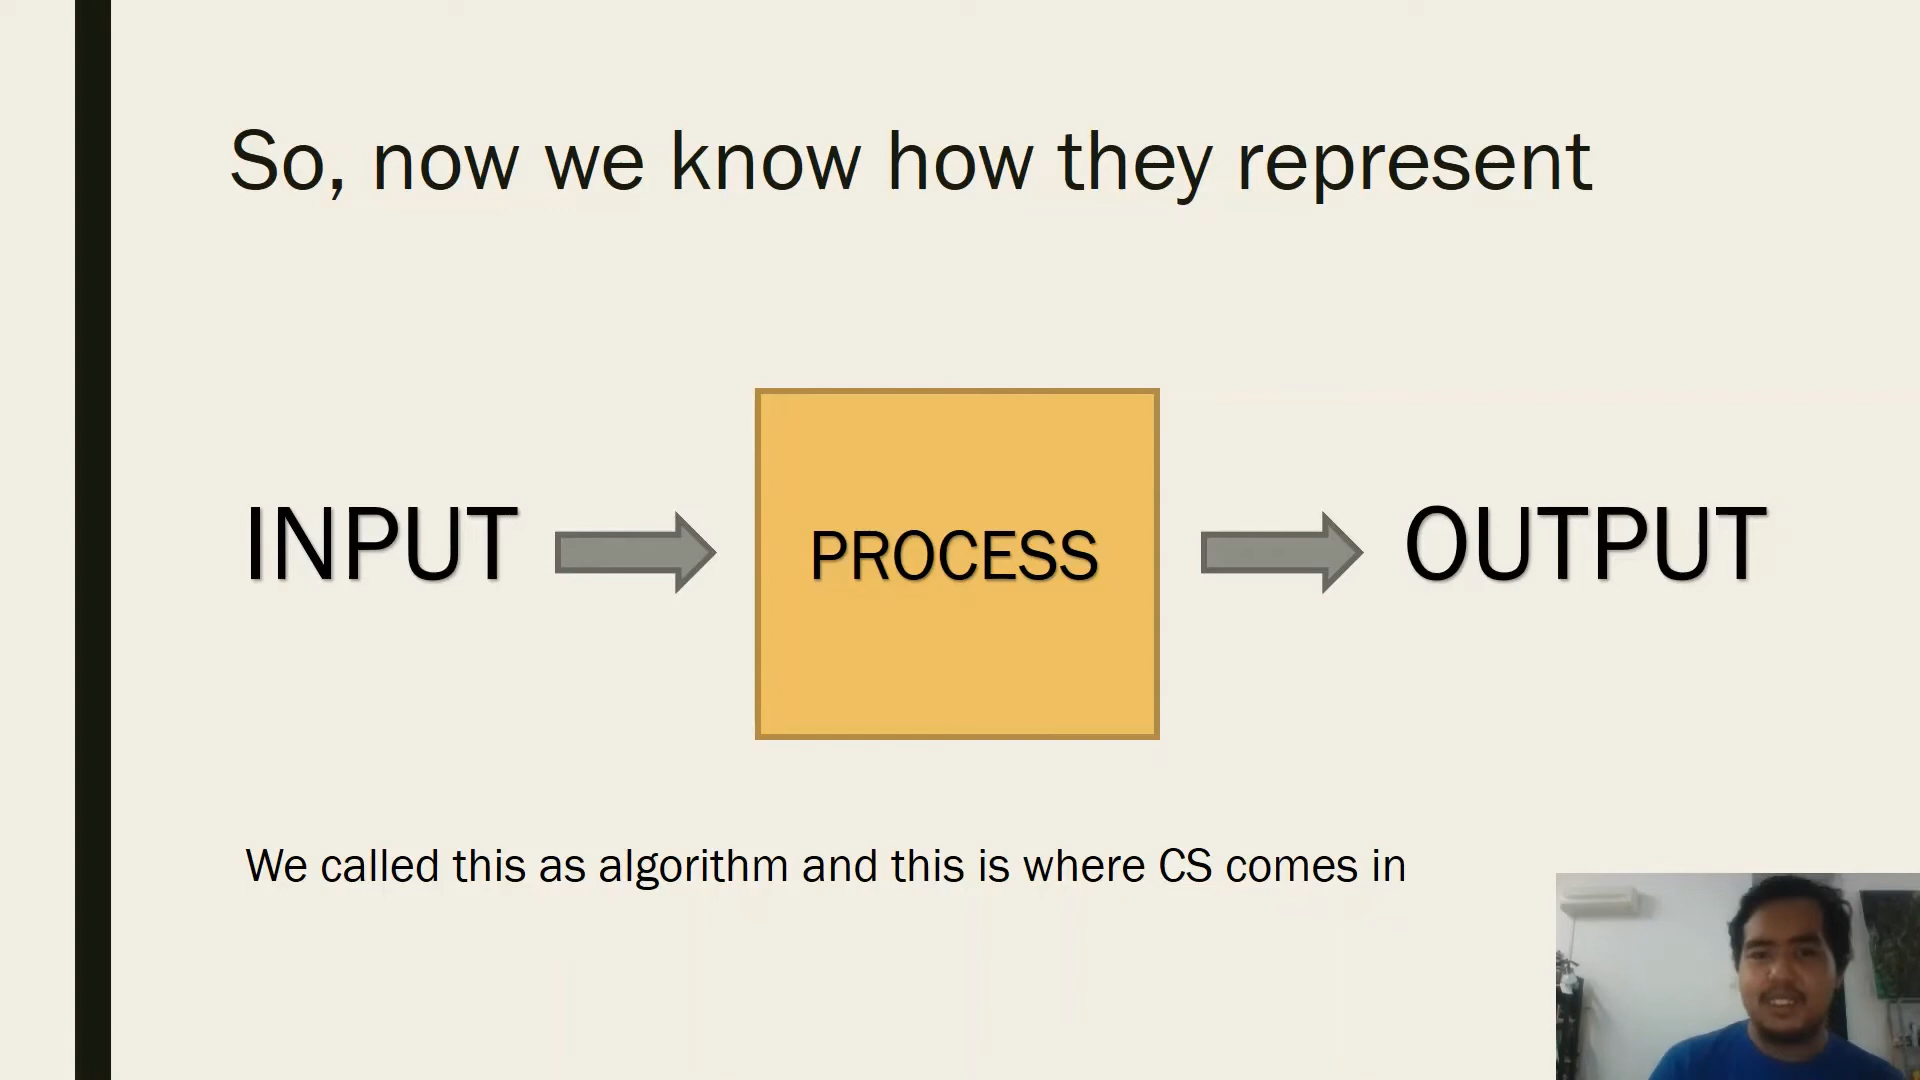 So, now we know how they represent
INPUT
PROCESS
OUTPUT
We called this as algorithm and this is where CS comes in